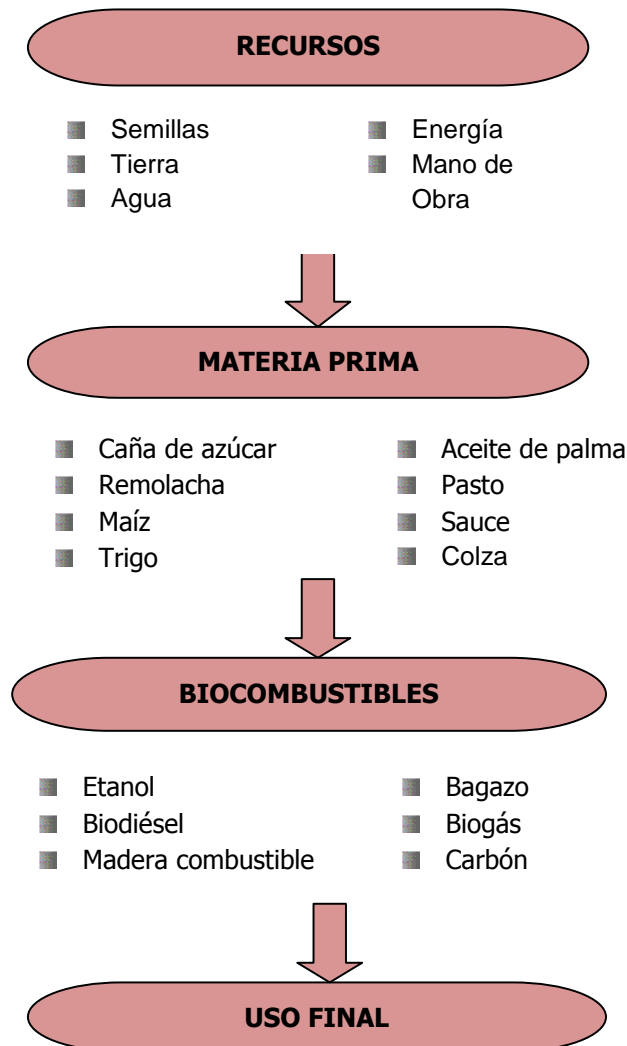 RECURSOS
Semillas
Tierra
Agua
Energía
Mano de
Obra
MATERIA PRIMA
Caña de azúcar
Remolacha
Maíz
Trigo
Aceite de palma
Pasto
Sauce
Colza
BIOCOMBUSTIBLES
Etanol
Biodiésel
Madera combustible
Bagazo
Biogás
Carbón
USO FINAL